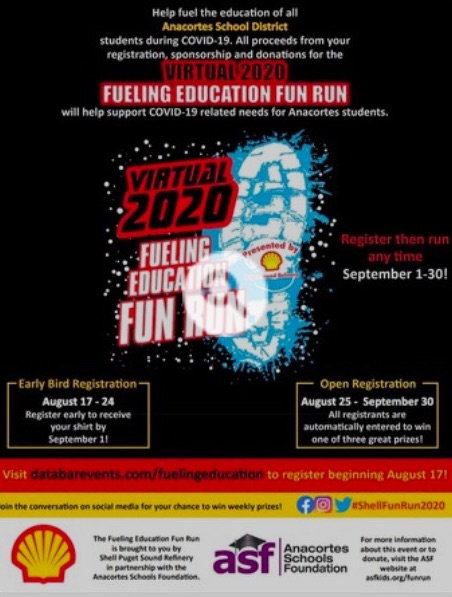 Help fuel the education of all
Anacortes School District
students during COVID-19. All proceeds from your
registration, sponsorship and donations for the
VIRTUAL 2020
FUELING EDUCATION FUN RUN
will help support COVID-19 related needs for Anacortes students.
VIRTUAL
2020
FUELING
EDUCATION
FUN RUN
Presented by
Sound Refinery
Register then run
any time
September 1-30!
Early Bird Registration
August 17 - 24
Register early to receive
your shirt by
September 1!
Open Registration
August 25 - September 30
All registrants are
automatically entered to win
one of three great prizes!
Visit databarevents.com/fuelingeducation to register beginning August 17!
Join the conversation on social media for your chance to win weekly prizes! #ShellFunRun2020
The Fueling Education Fun Run
is brought to you by
Shell Puget Sound Refinery
in partnership with the
Anacortes Schools Foundation.
asf
Anacortes
Schools
Foundation
For more information
about this event or to
donate, visit the ASF
website at
asfkids.org/funrun